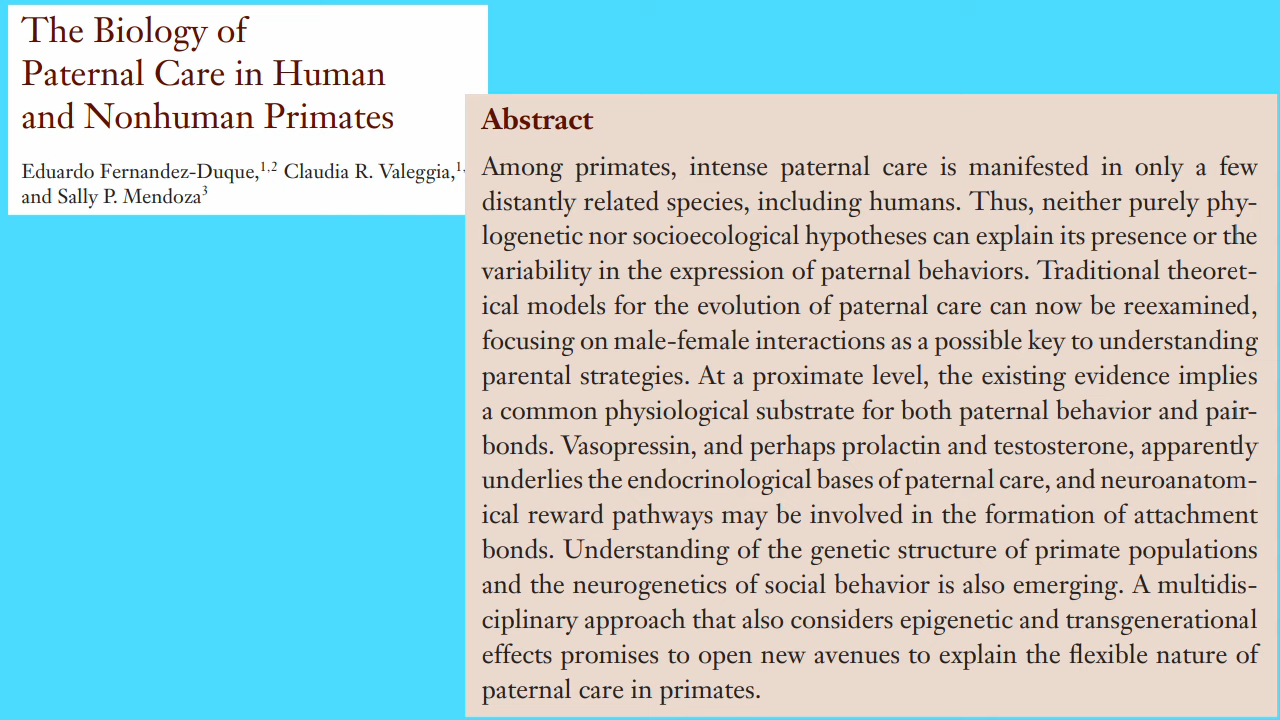 The Biology of
Paternal Care in Human
and Nonhuman Primates
Eduardo Fernandez-Duque,1,2 Claudia R. Valeggia,1,
and Sally P. Mendoza3
Abstract
Among primates, intense paternal care is manifested in only a few
distantly related species, including humans. Thus, neither purely phy-
logenetic nor socioecological hypotheses can explain its presence or the
variability in the expression of paternal behaviors. Traditional theoret-
ical models for the evolution of paternal care can now be reexamined,
focusing on male-female interactions as a possible key to understanding
parental strategies. At a proximate level, the existing evidence implies
a common physiological substrate for both paternal behavior and pair-
bonds. Vasopressin, and perhaps prolactin and testosterone, apparently
underlies the endocrinological bases of paternal care, and neuroanatom-
ical reward pathways may be involved in the formation of attachment
bonds. Understanding of the genetic structure of primate populations
and the neurogenetics of social behavior is also emerging. A multidis-
ciplinary approach that also considers epigenetic and transgenerational
effects promises to open new avenues to explain the flexible nature of
paternal care in primates.